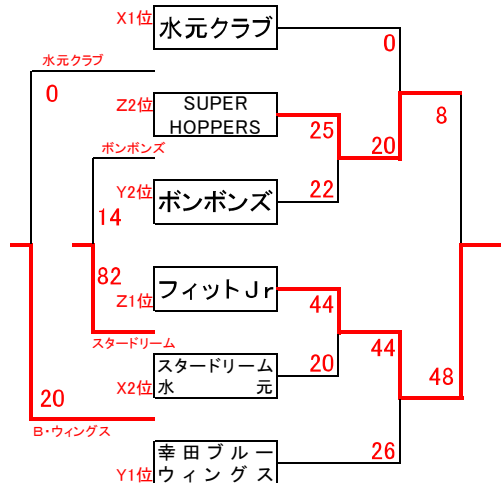 X1位
水元クラブ
0
水元クラブ
0
8
Z2位
SUPER
HOPPERS
25
20
ボンボンズ
Y2位
ボンボンズ
22
14
82
Z1位
フィットJr
44
スタードリーム
44
X2位
スタードリーム
水 元
20
48
20
B・ウィングス
26
Y1位
幸田ブルー
ウィングス